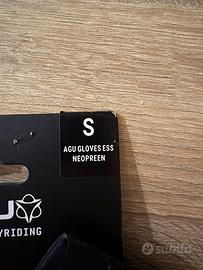 S
AGU GLOVES ESS
NEOPREEN
U
YRIDING
subito